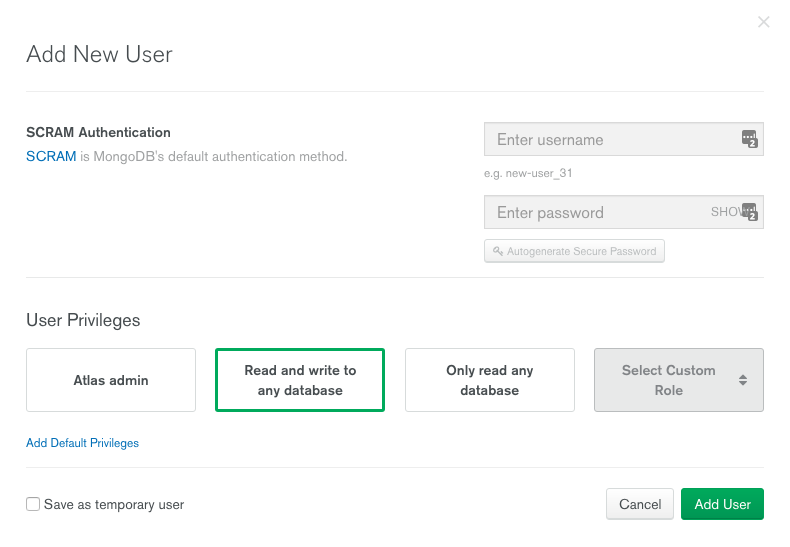 Add New User
SCRAM Authentication
SCRAM is MongoDB's default authentication method.
Enter username
2
e.g. new-user_31
Enter password
SHOW
2
Autogenerate Secure Password
User Privileges
Atlas admin
Read and write to
any database
Only read any
database
Select Custom
Role
Add Default Privileges
Save as temporary user
Cancel
Add User